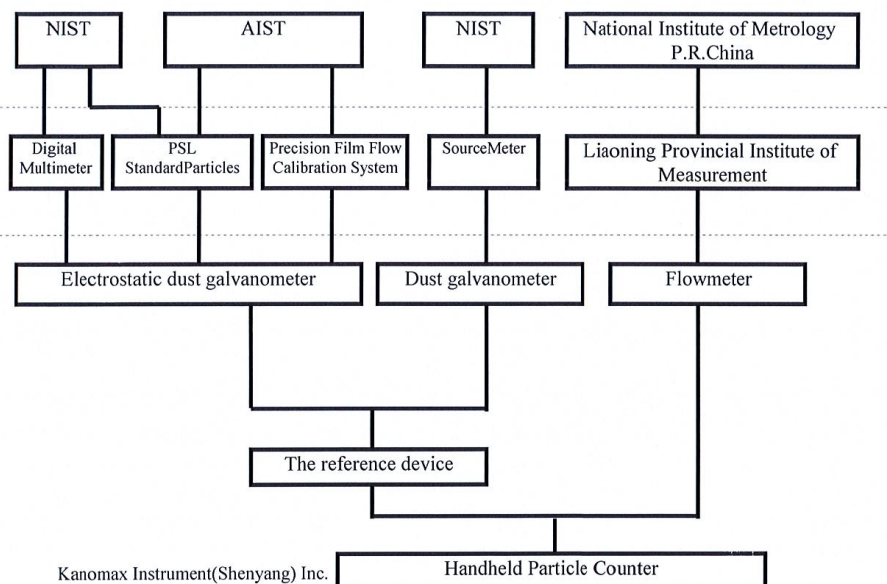 NIST
AIST
NIST
National Institute of Metrology
P.R.China
Digital
Multimeter
PSL
StandardParticles
Precision Film Flow
Calibration System
SourceMeter
Liaoning Provincial Institute of
Measurement
Electrostatic dust galvanometer
Dust galvanometer
Flowmeter
The reference device
Kanomax Instrument(Shenyang) Inc.
Handheld Particle Counter